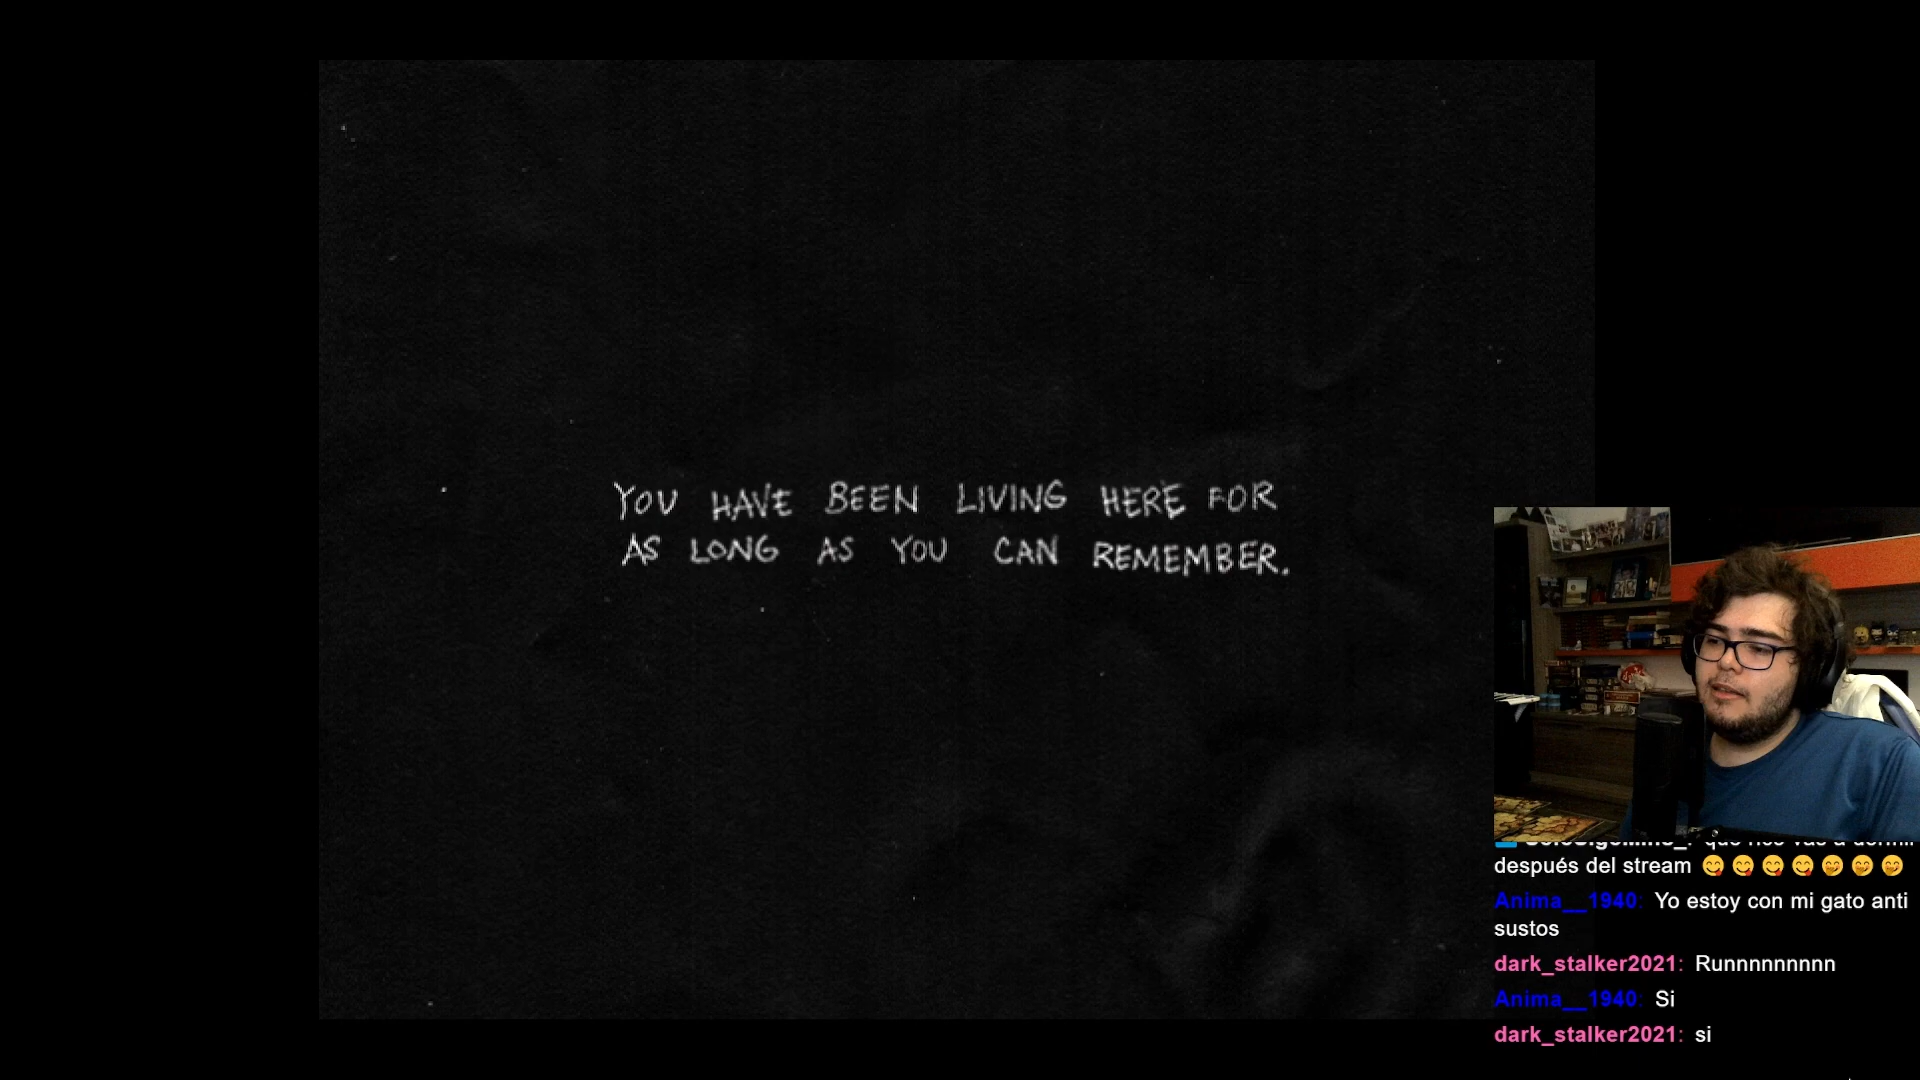 YOU HAVE BEEN LIVING HERE FOR
AS LONG AS YOU CAN REMEMBER.
después del stream 😋😋😋😋🤭🤭🤭
Anima__1940: Yo estoy con mi gato anti
sustos
dark_stalker2021: Runnnnnnnnn
Anima__1940: Si
dark_stalker2021: si